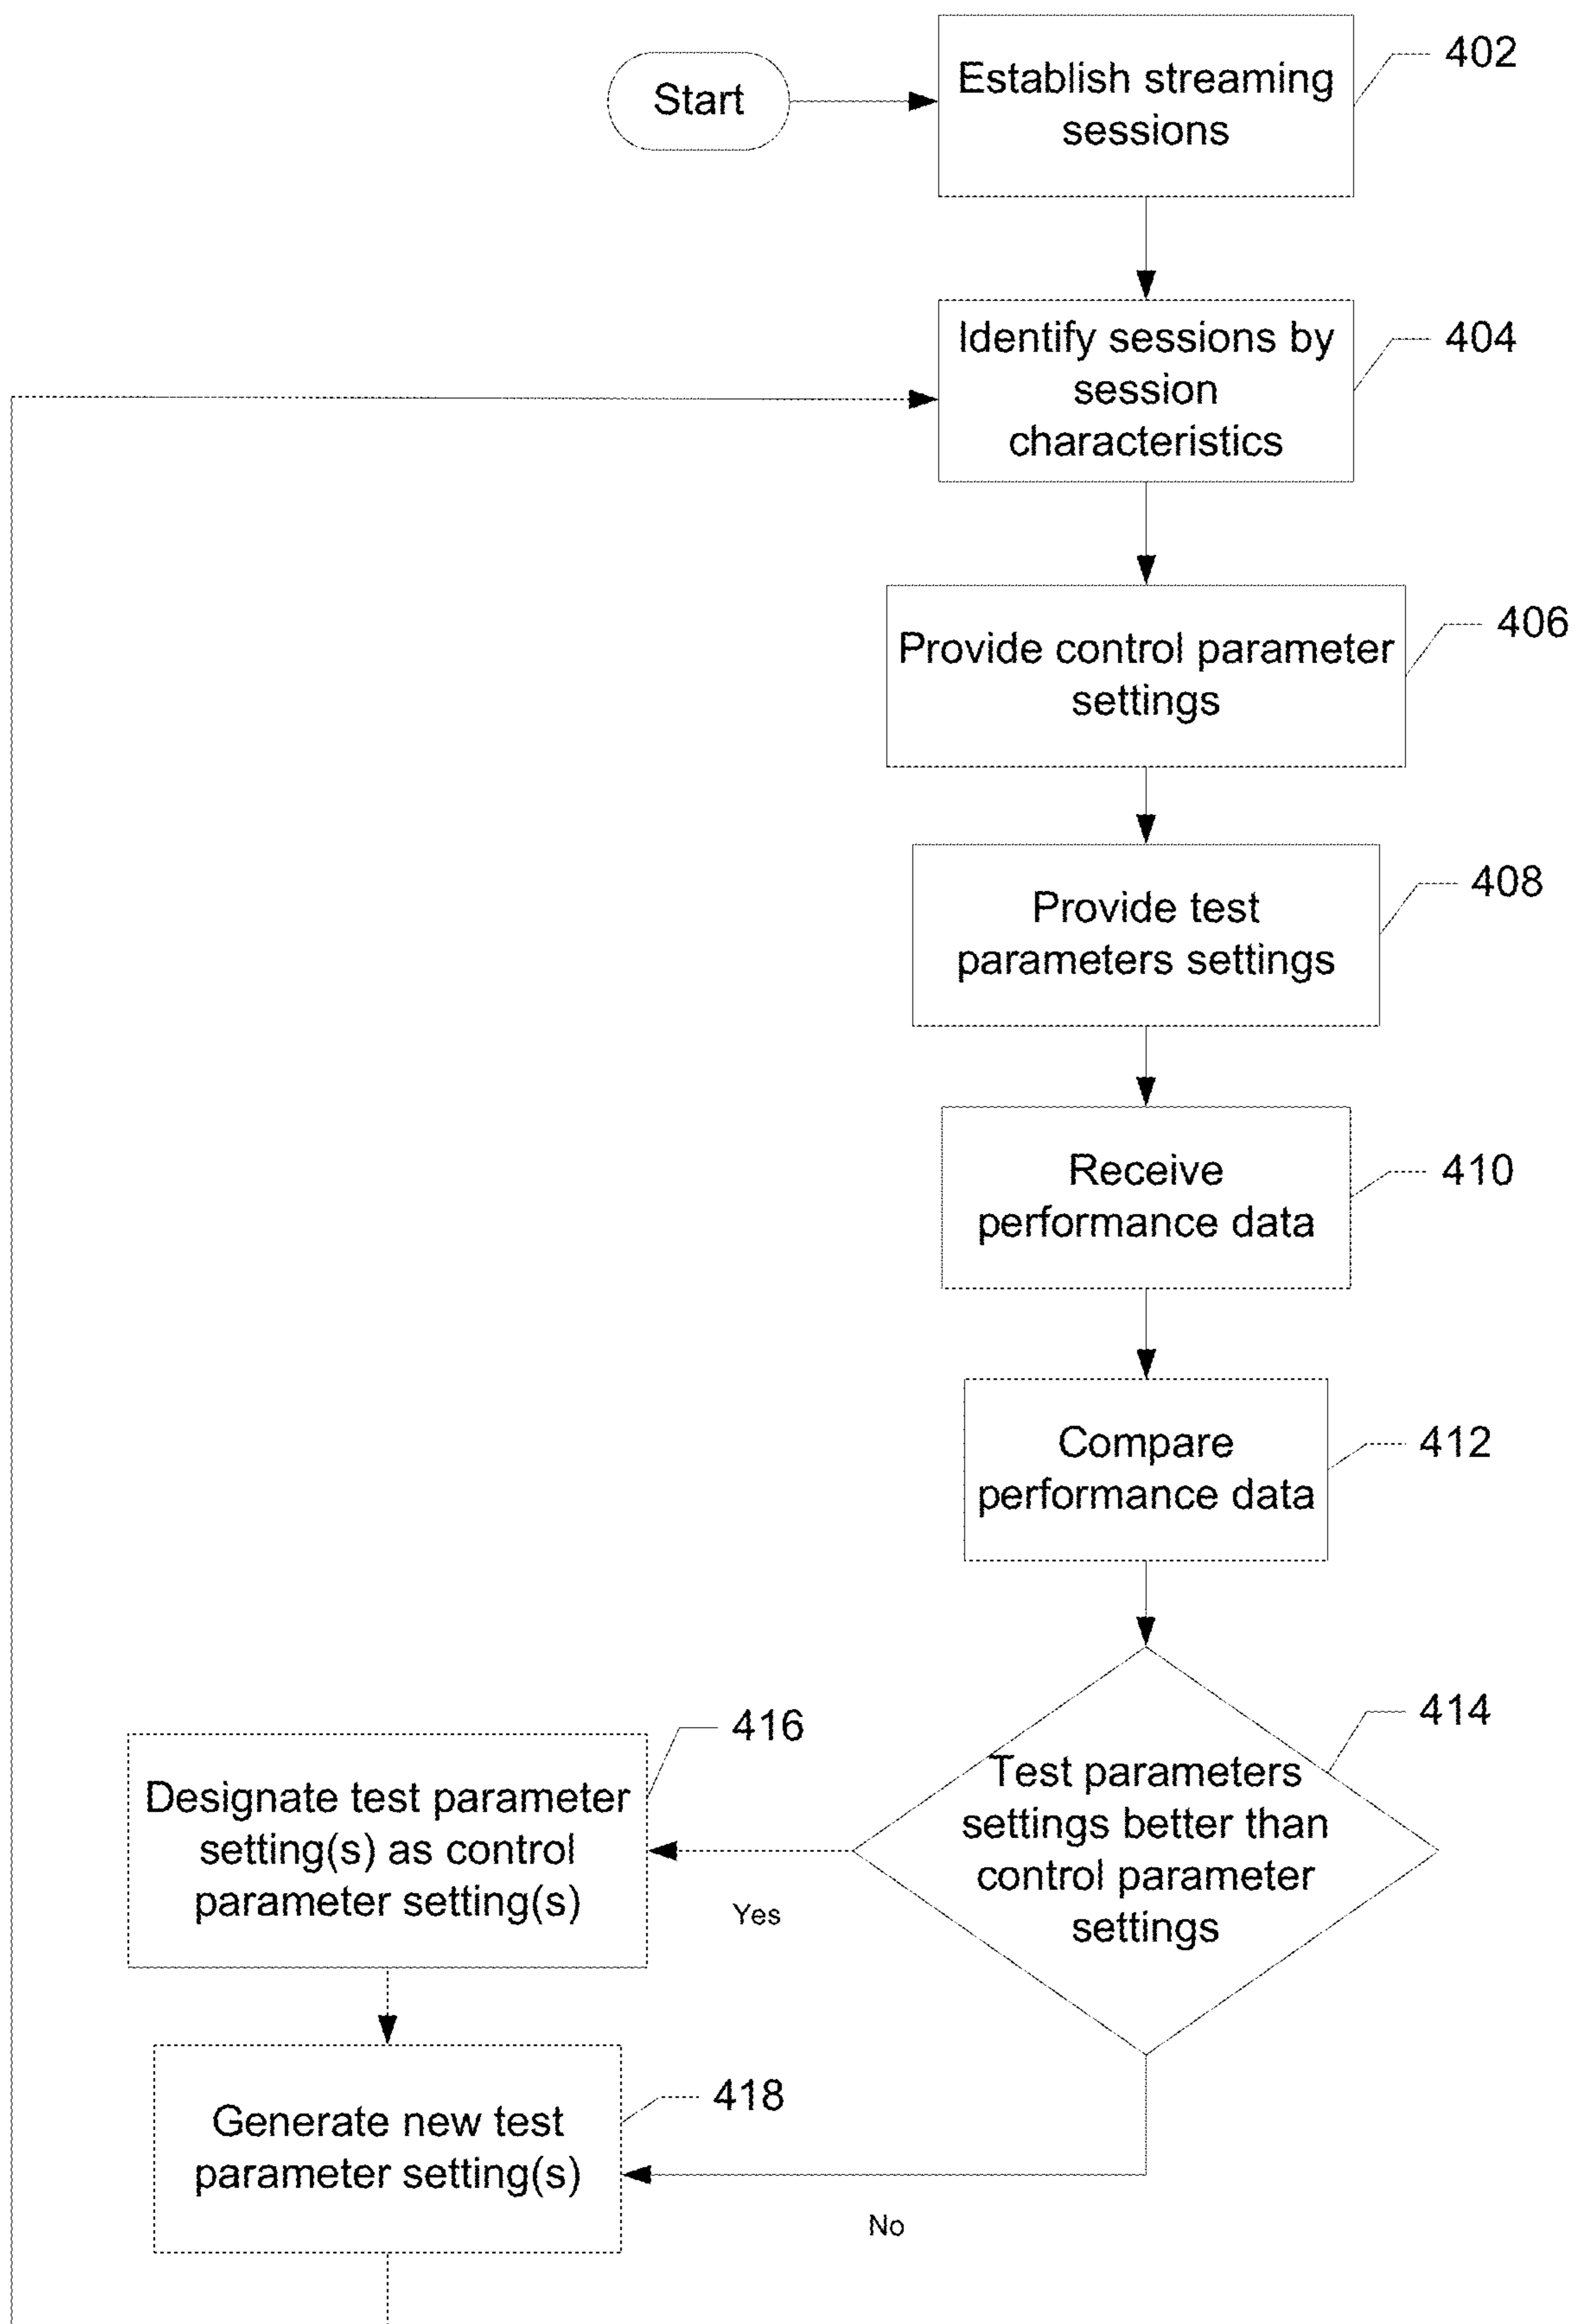 Start
Establish streaming
sessions
402
Identify sessions by
session
characteristics
404
Provide control parameter
settings
406
Provide test
parameters settings
408
Receive
performance data
410
Compare
performance data
412
Test parameters
settings better than
control parameter
settings
414
Yes
Designate test parameter
setting(s) as control
parameter setting(s)
416
Generate new test
parameter setting(s)
418
No